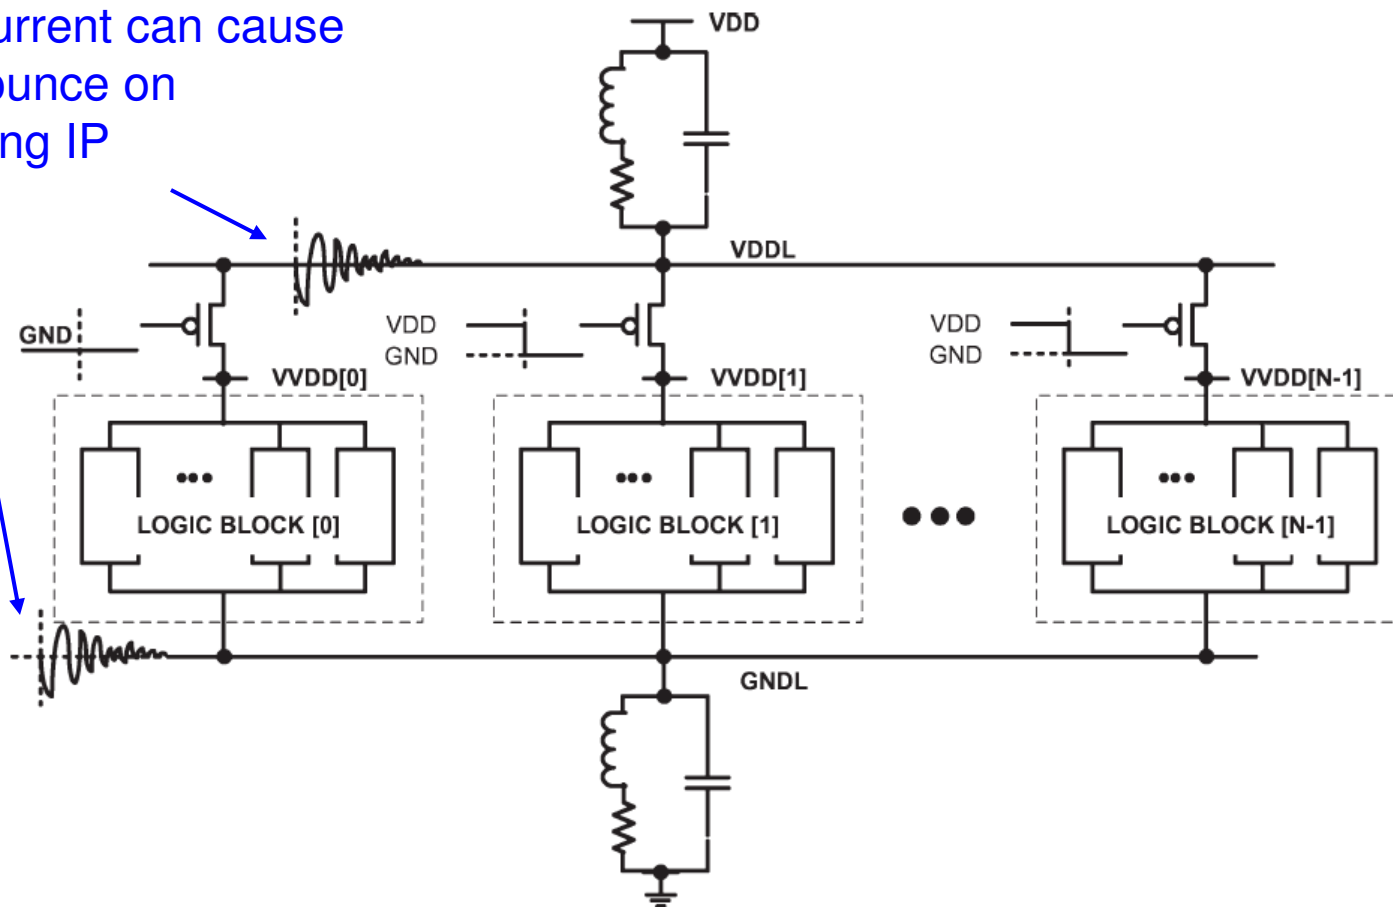 urrent can cause
ounce on
ng IP
VDD
VDDL
GND
VDD
GND
VDD
GND
VVDD[0]
VVDD[1]
VVDD[N-1]
LOGIC BLOCK [0]
LOGIC BLOCK [1]
LOGIC BLOCK [N-1]
GNDL